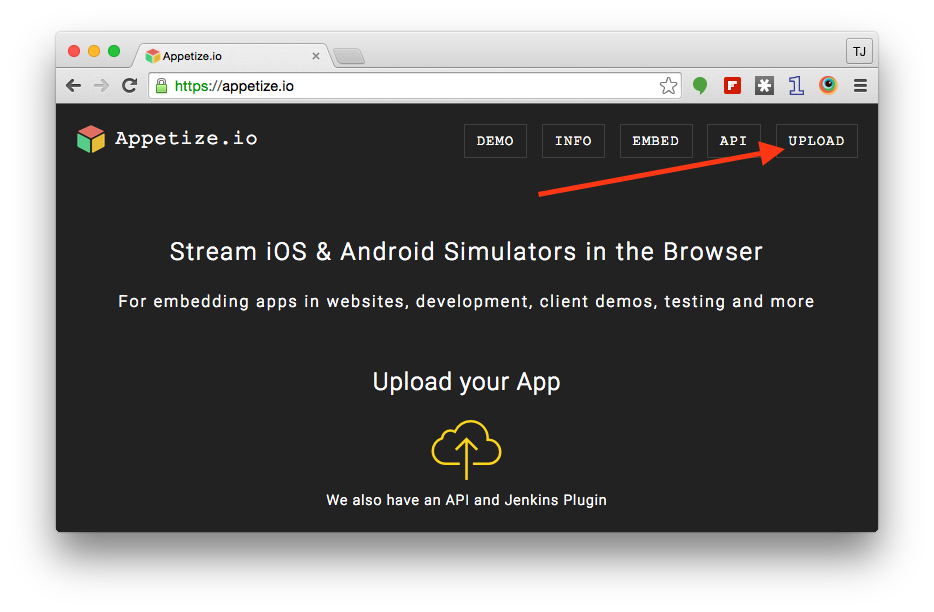 Appetize.io
TJ
https://appetize.io
1
Appetize.io
DEMO
INFO
EMBED
API
UPLOAD
Stream iOS & Android Simulators in the Browser
For embedding apps in websites, development, client demos, testing and more
Upload your App
We also have an API and Jenkins Plugin